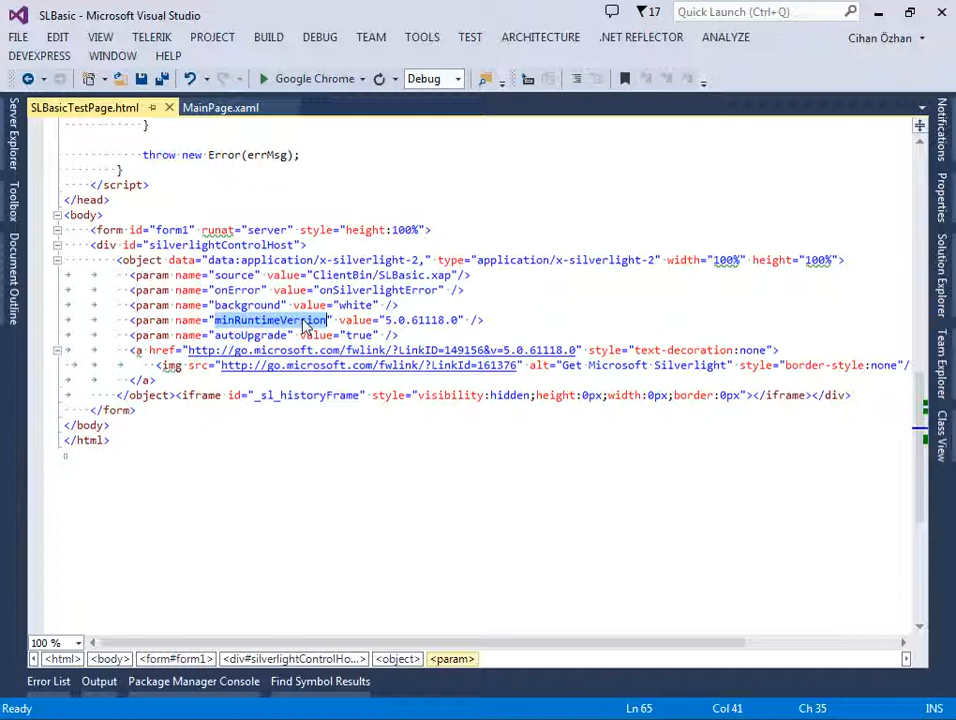 SLBasic - Microsoft Visual Studio
17
Quick Launch (Ctrl+Q)
FILE EDIT VIEW TELERIK PROJECT BUILD DEBUG TEAM TOOLS TEST ARCHITECTURE .NET REFLECTOR ANALYZE
Cihan Özhan
DEVEXPRESS WINDOW HELP
Google Chrome
Debug
SLBasicTestPage.html
MainPage.xaml
Server Explorer
Toolbox
Document Outline
}
throw new Error(errMsg);
}
</script>
</head>
<body>
<form id="form1" runat="server" style="height:100%">
<div id="silverlightControlHost">
<object data="data:application/x-silverlight-2," type="application/x-silverlight-2" width="100%" height="100%">
<param name="source" value="ClientBin/SLBasic.xap"/>
<param name="onError" value="onSilverlightError" />
<param name="background" value="white" />
<param name="minRuntimeVersion" value="5.0.61118.0" />
<param name="autoUpgrade" value="true" />
<a href="http://go.microsoft.com/fwlink/?LinkID=149156&v=5.0.61118.0" style="text-decoration:none">
<img src="http://go.microsoft.com/fwlink/?LinkId=161376" alt="Get Microsoft Silverlight" style="border-style:none"/
</a>
</object><iframe id="_sl_historyFrame" style="visibility:hidden;height:0px;width:0px;border:0px"></iframe></div>
</form>
</body>
</html>
Notifications
Properties
Solution Explorer
Team Explorer
Class View
100 %
<html> <body> <form#form1> <div#silverlightControlHo...> <object> <param>
Error List Output Package Manager Console Find Symbol Results
Ready
Ln 65
Col 41
Ch 35
INS